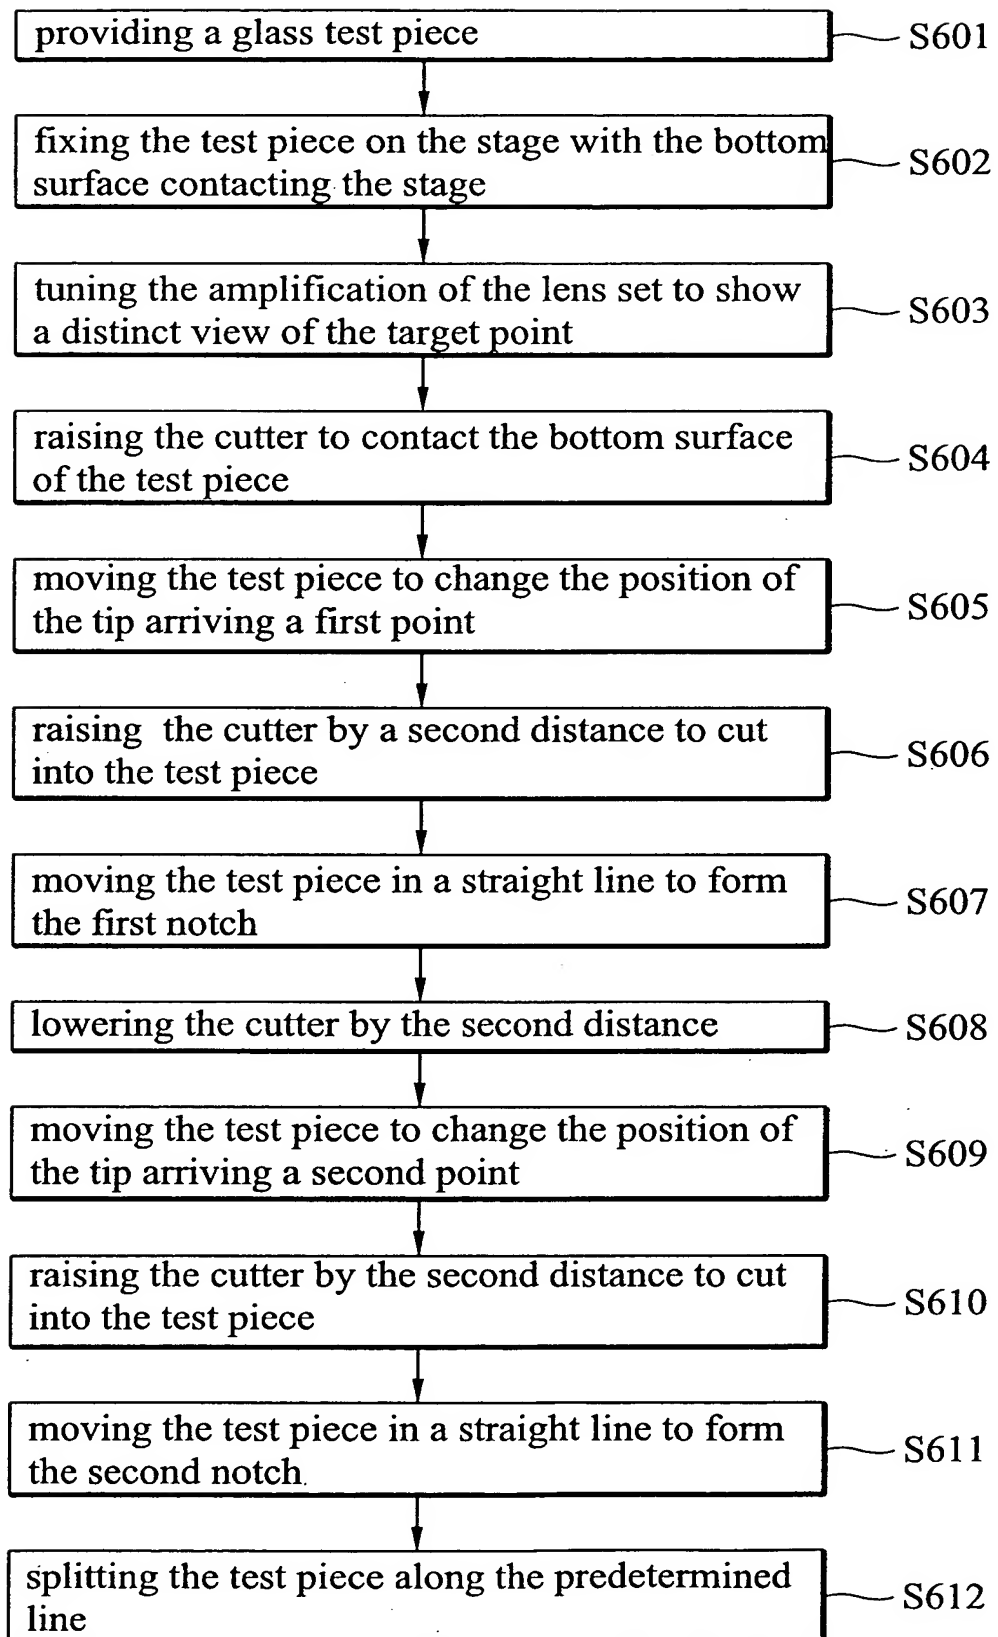 providing a glass test piece S601
fixing the test piece on the stage with the bottom S602
surface contacting the stage
tuning the amplification of the lens set to show S603
a distinct view of the target point
raising the cutter to contact the bottom surface S604
of the test piece
moving the test piece to change the position of S605
the tip arriving a first point
raising the cutter by a second distance to cut S606
into the test piece
moving the test piece in a straight line to form S607
the first notch
lowering the cutter by the second distance S608
moving the test piece to change the position of S609
the tip arriving a second point
raising the cutter by the second distance to cut S610
into the test piece
moving the test piece in a straight line to form S611
the second notch
splitting the test piece along the predetermined S612
line